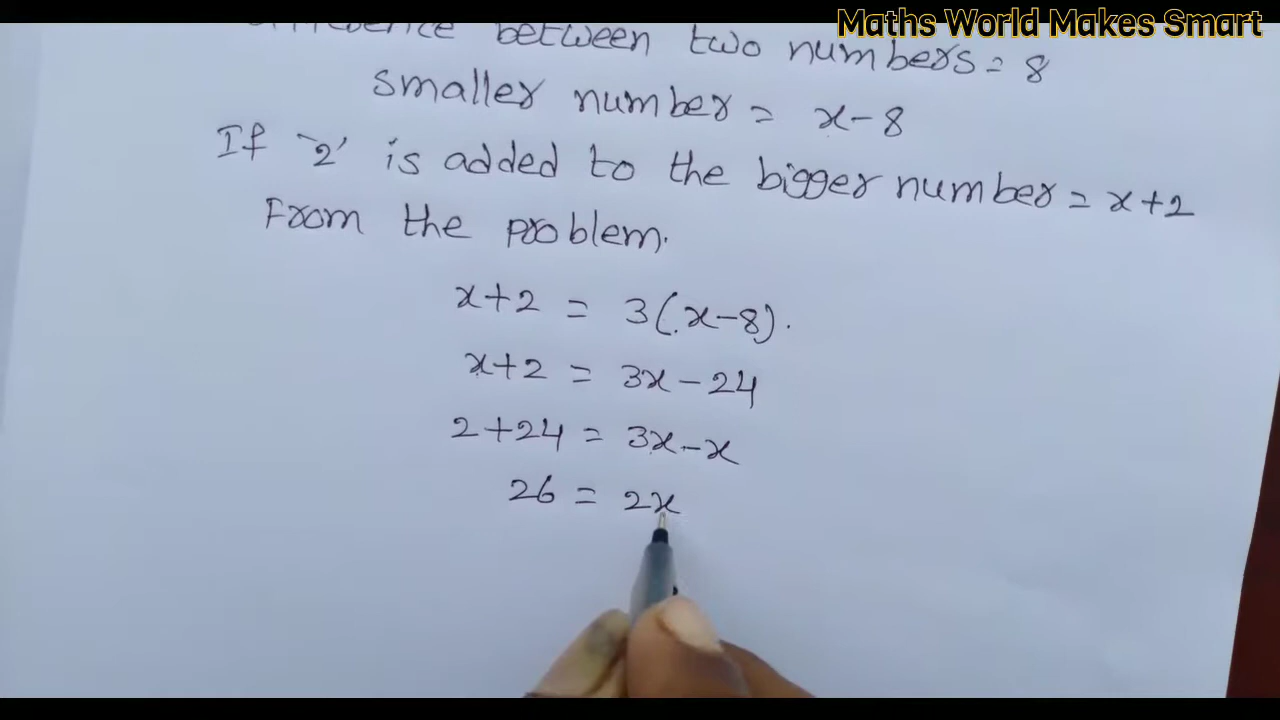 Maths World Makes Smart
between two numbers = 8
smaller number = x-8
If '2' is added to the bigger number = x+2
From the problem.
x+2 = 3(x-8).
x+2 = 3x-24
2+24 = 3x-x
26 = 2x